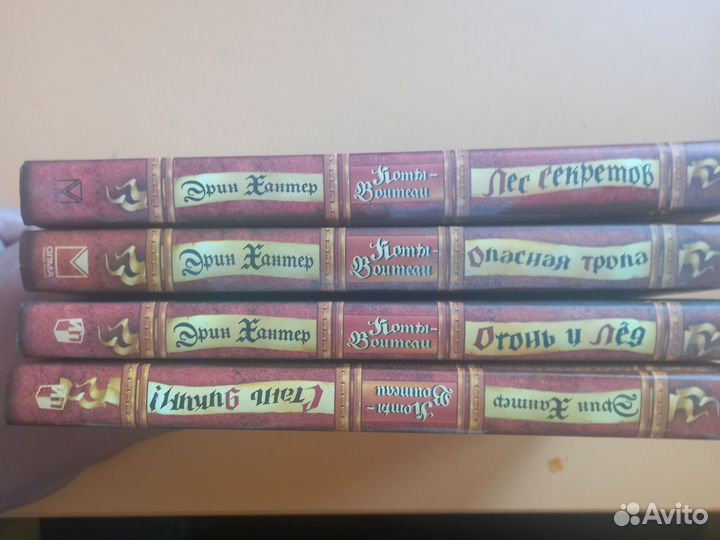 Эрин Хантер
Коты-
Воители
Лес секретов
ОЛМА
Эрин Хантер
Коты-
Воители
Опасная тропа
Эрин Хантер
Коты-
Воители
Огонь и Лёд
Эрин Хантер
Коты-
Воители
Стань диким!
Avito